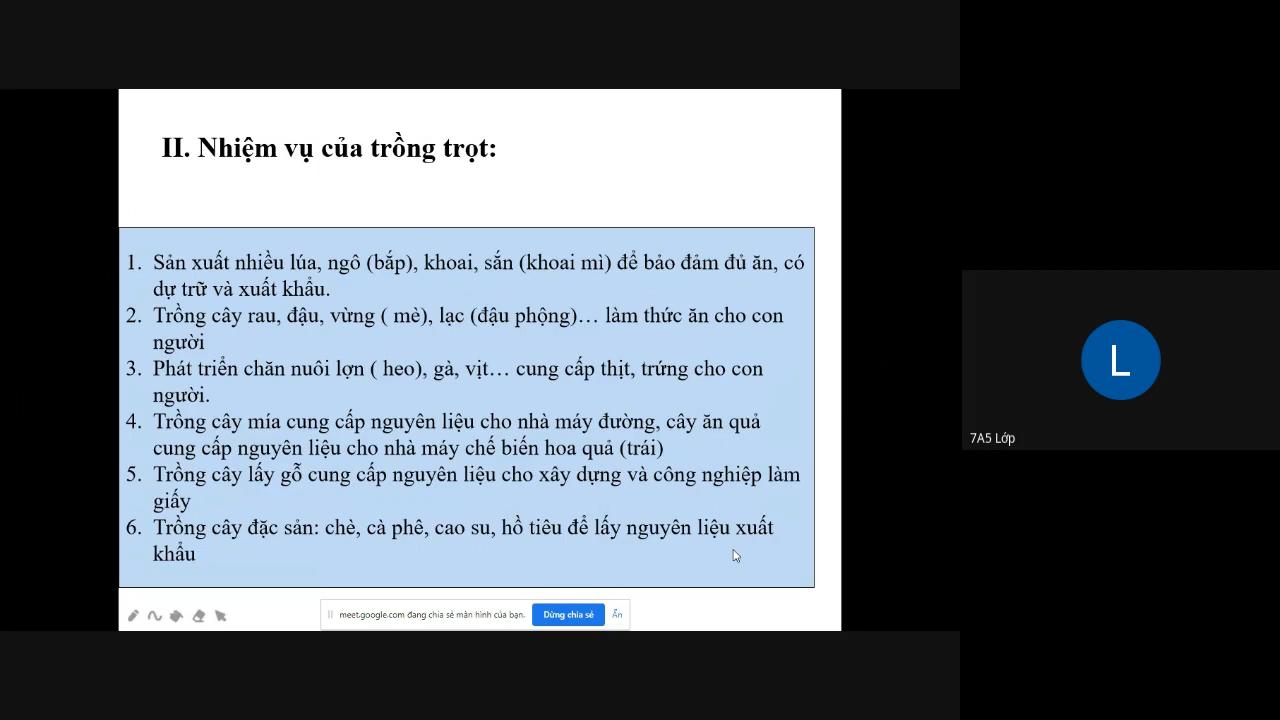 II. Nhiệm vụ của trồng trọt:
1. Sản xuất nhiều lúa, ngô (bắp), khoai, sắn (khoai mì) để bảo đảm đủ ăn, có
dự trữ và xuất khẩu.
2. Trồng cây rau, đậu, vừng ( mè), lạc (đậu phộng)… làm thức ăn cho con
người
3. Phát triển chăn nuôi lợn ( heo), gà, vịt… cung cấp thịt, trứng cho con
người.
4. Trồng cây mía cung cấp nguyên liệu cho nhà máy đường, cây ăn quả
cung cấp nguyên liệu cho nhà máy chế biến hoa quả (trái)
5. Trồng cây lấy gỗ cung cấp nguyên liệu cho xây dựng và công nghiệp làm
giấy
6. Trồng cây đặc sản: chè, cà phê, cao su, hồ tiêu để lấy nguyên liệu xuất
khẩu
meet.google.com đang chia sẻ màn hình của bạn. Dừng chia sẻ Ẩn
L
7A5 Lớp